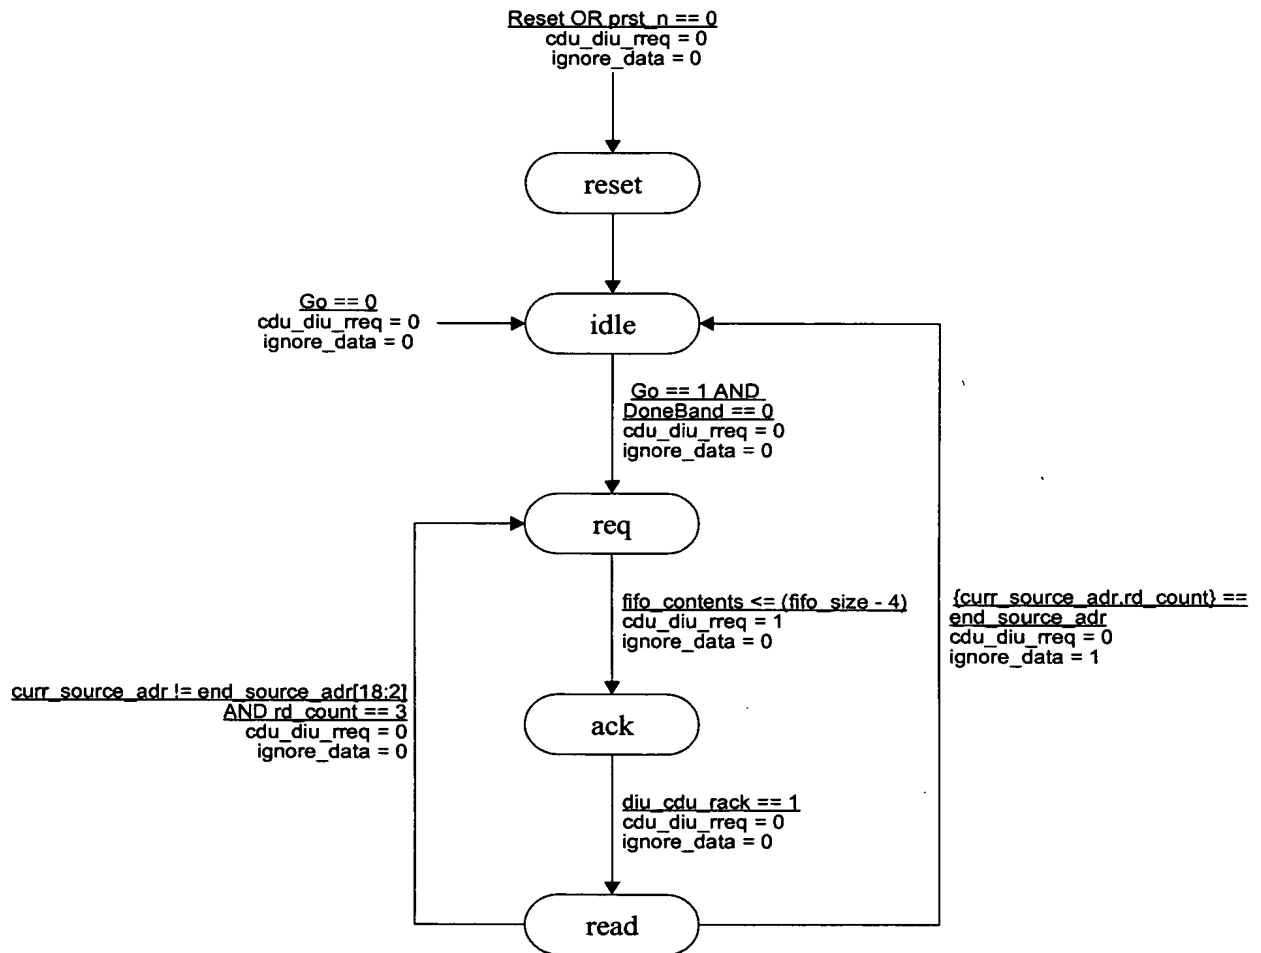 Reset OR prst_n == 0
cdu_diu_rreq = 0
ignore_data = 0
reset
Go == 0
cdu_diu_rreq = 0
ignore_data = 0
idle
Go == 1 AND
DoneBand == 0
cdu_diu_rreq = 0
ignore_data = 0
req
fifo_contents <= (fifo_size - 4)
cdu_diu_rreq = 1
ignore_data = 0
{curr_source_adr,rd_count} ==
end_source_adr
cdu_diu_rreq = 0
ignore_data = 1
curr_source_adr != end_source_adr[18:2]
AND rd_count == 3
cdu_diu_rreq = 0
ignore_data = 0
ack
diu_cdu_rack == 1
cdu_diu_rreq = 0
ignore_data = 0
read